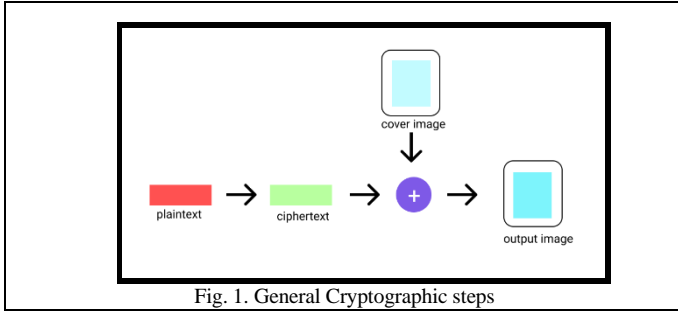 cover image
+
plaintext
ciphertext
output image
Fig. 1. General Cryptographic steps